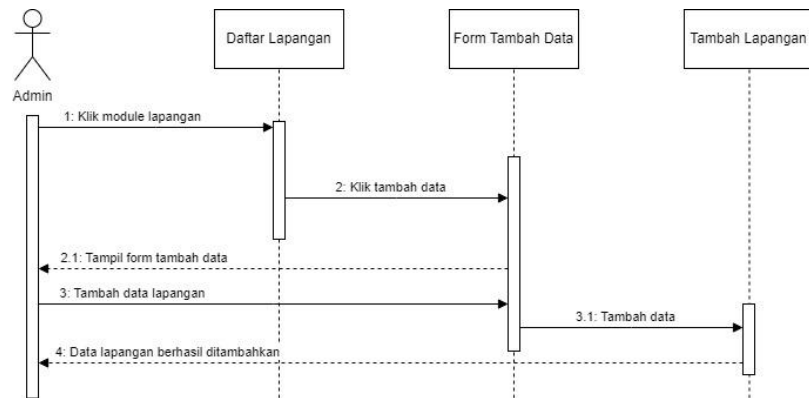 Daftar Lapangan
Form Tambah Data
Tambah Lapangan
Admin
1: Klik module lapangan
2: Klik tambah data
2.1: Tampil form tambah data
3: Tambah data lapangan
3.1: Tambah data
4: Data lapangan berhasil ditambahkan